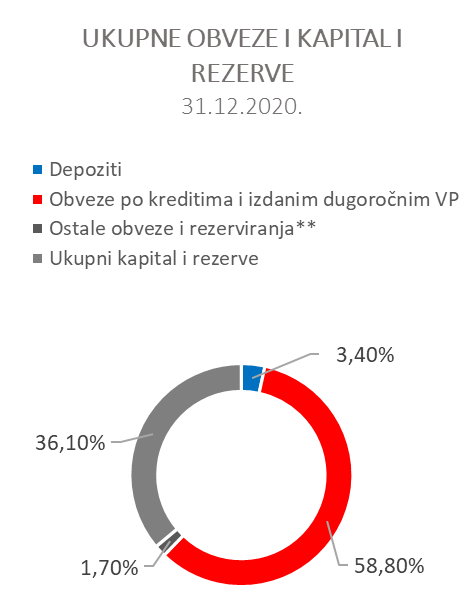 UKUPNE OBVEZE I KAPITAL I
REZERVE
31.12.2020.
Depoziti
Obveze po kreditima i izdanim dugoročnim VP
Ostale obveze i rezerviranja**
Ukupni kapital i rezerve
3,40%
36,10%
1,70%
58,80%